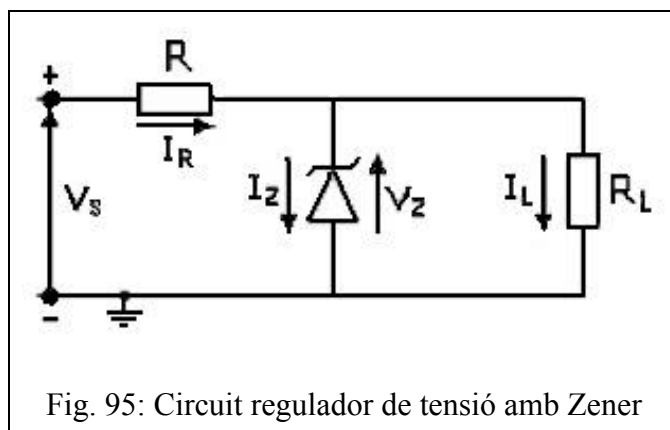 +
R
I_R
V_s
I_Z
V_Z
I_L
R_L
-
Fig. 95: Circuit regulador de tensió amb Zener